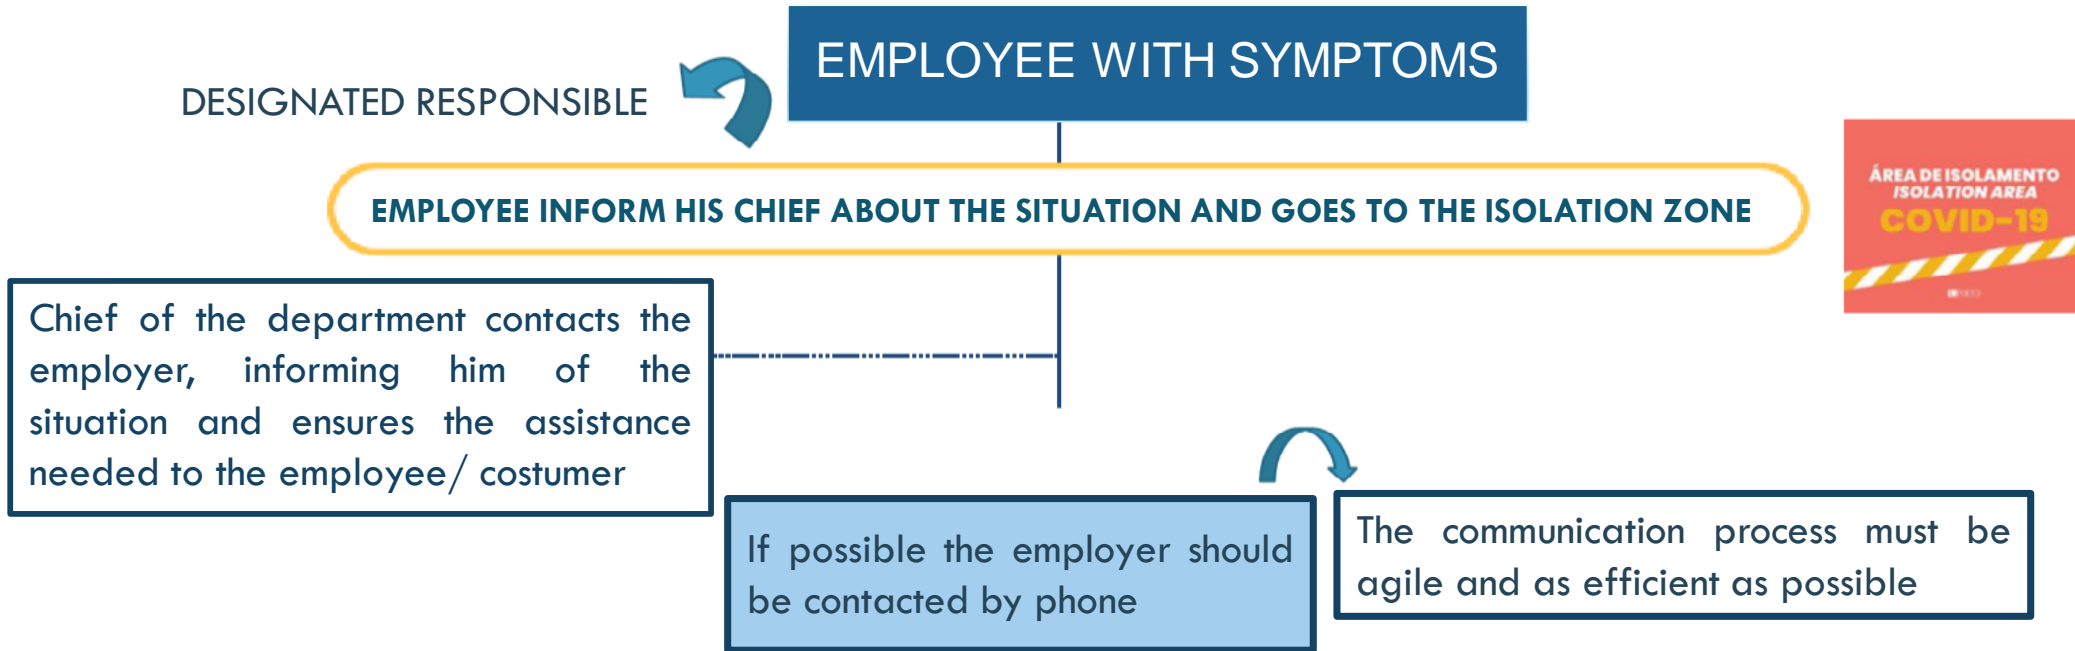 EMPLOYEE WITH SYMPTOMS
DESIGNATED RESPONSIBLE
EMPLOYEE INFORM HIS CHIEF ABOUT THE SITUATION AND GOES TO THE ISOLATION ZONE
ÁREA DE ISOLAMENTO
ISOLATION AREA
COVID-19
Chief of the department contacts the
employer, informing him of the
situation and ensures the assistance
needed to the employee/ costumer
If possible the employer should
be contacted by phone
The communication process must be
agile and as efficient as possible